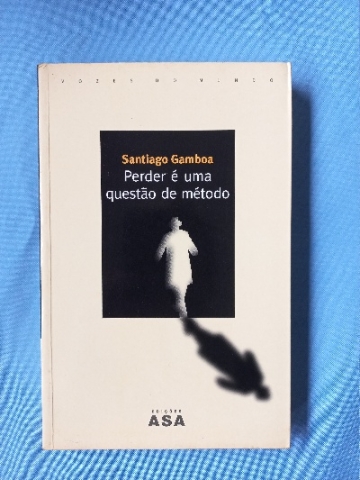 VOZES DO MUNDO
Santiago Gamboa
Perder é uma
questão de método
EDIÇÕES
ASA